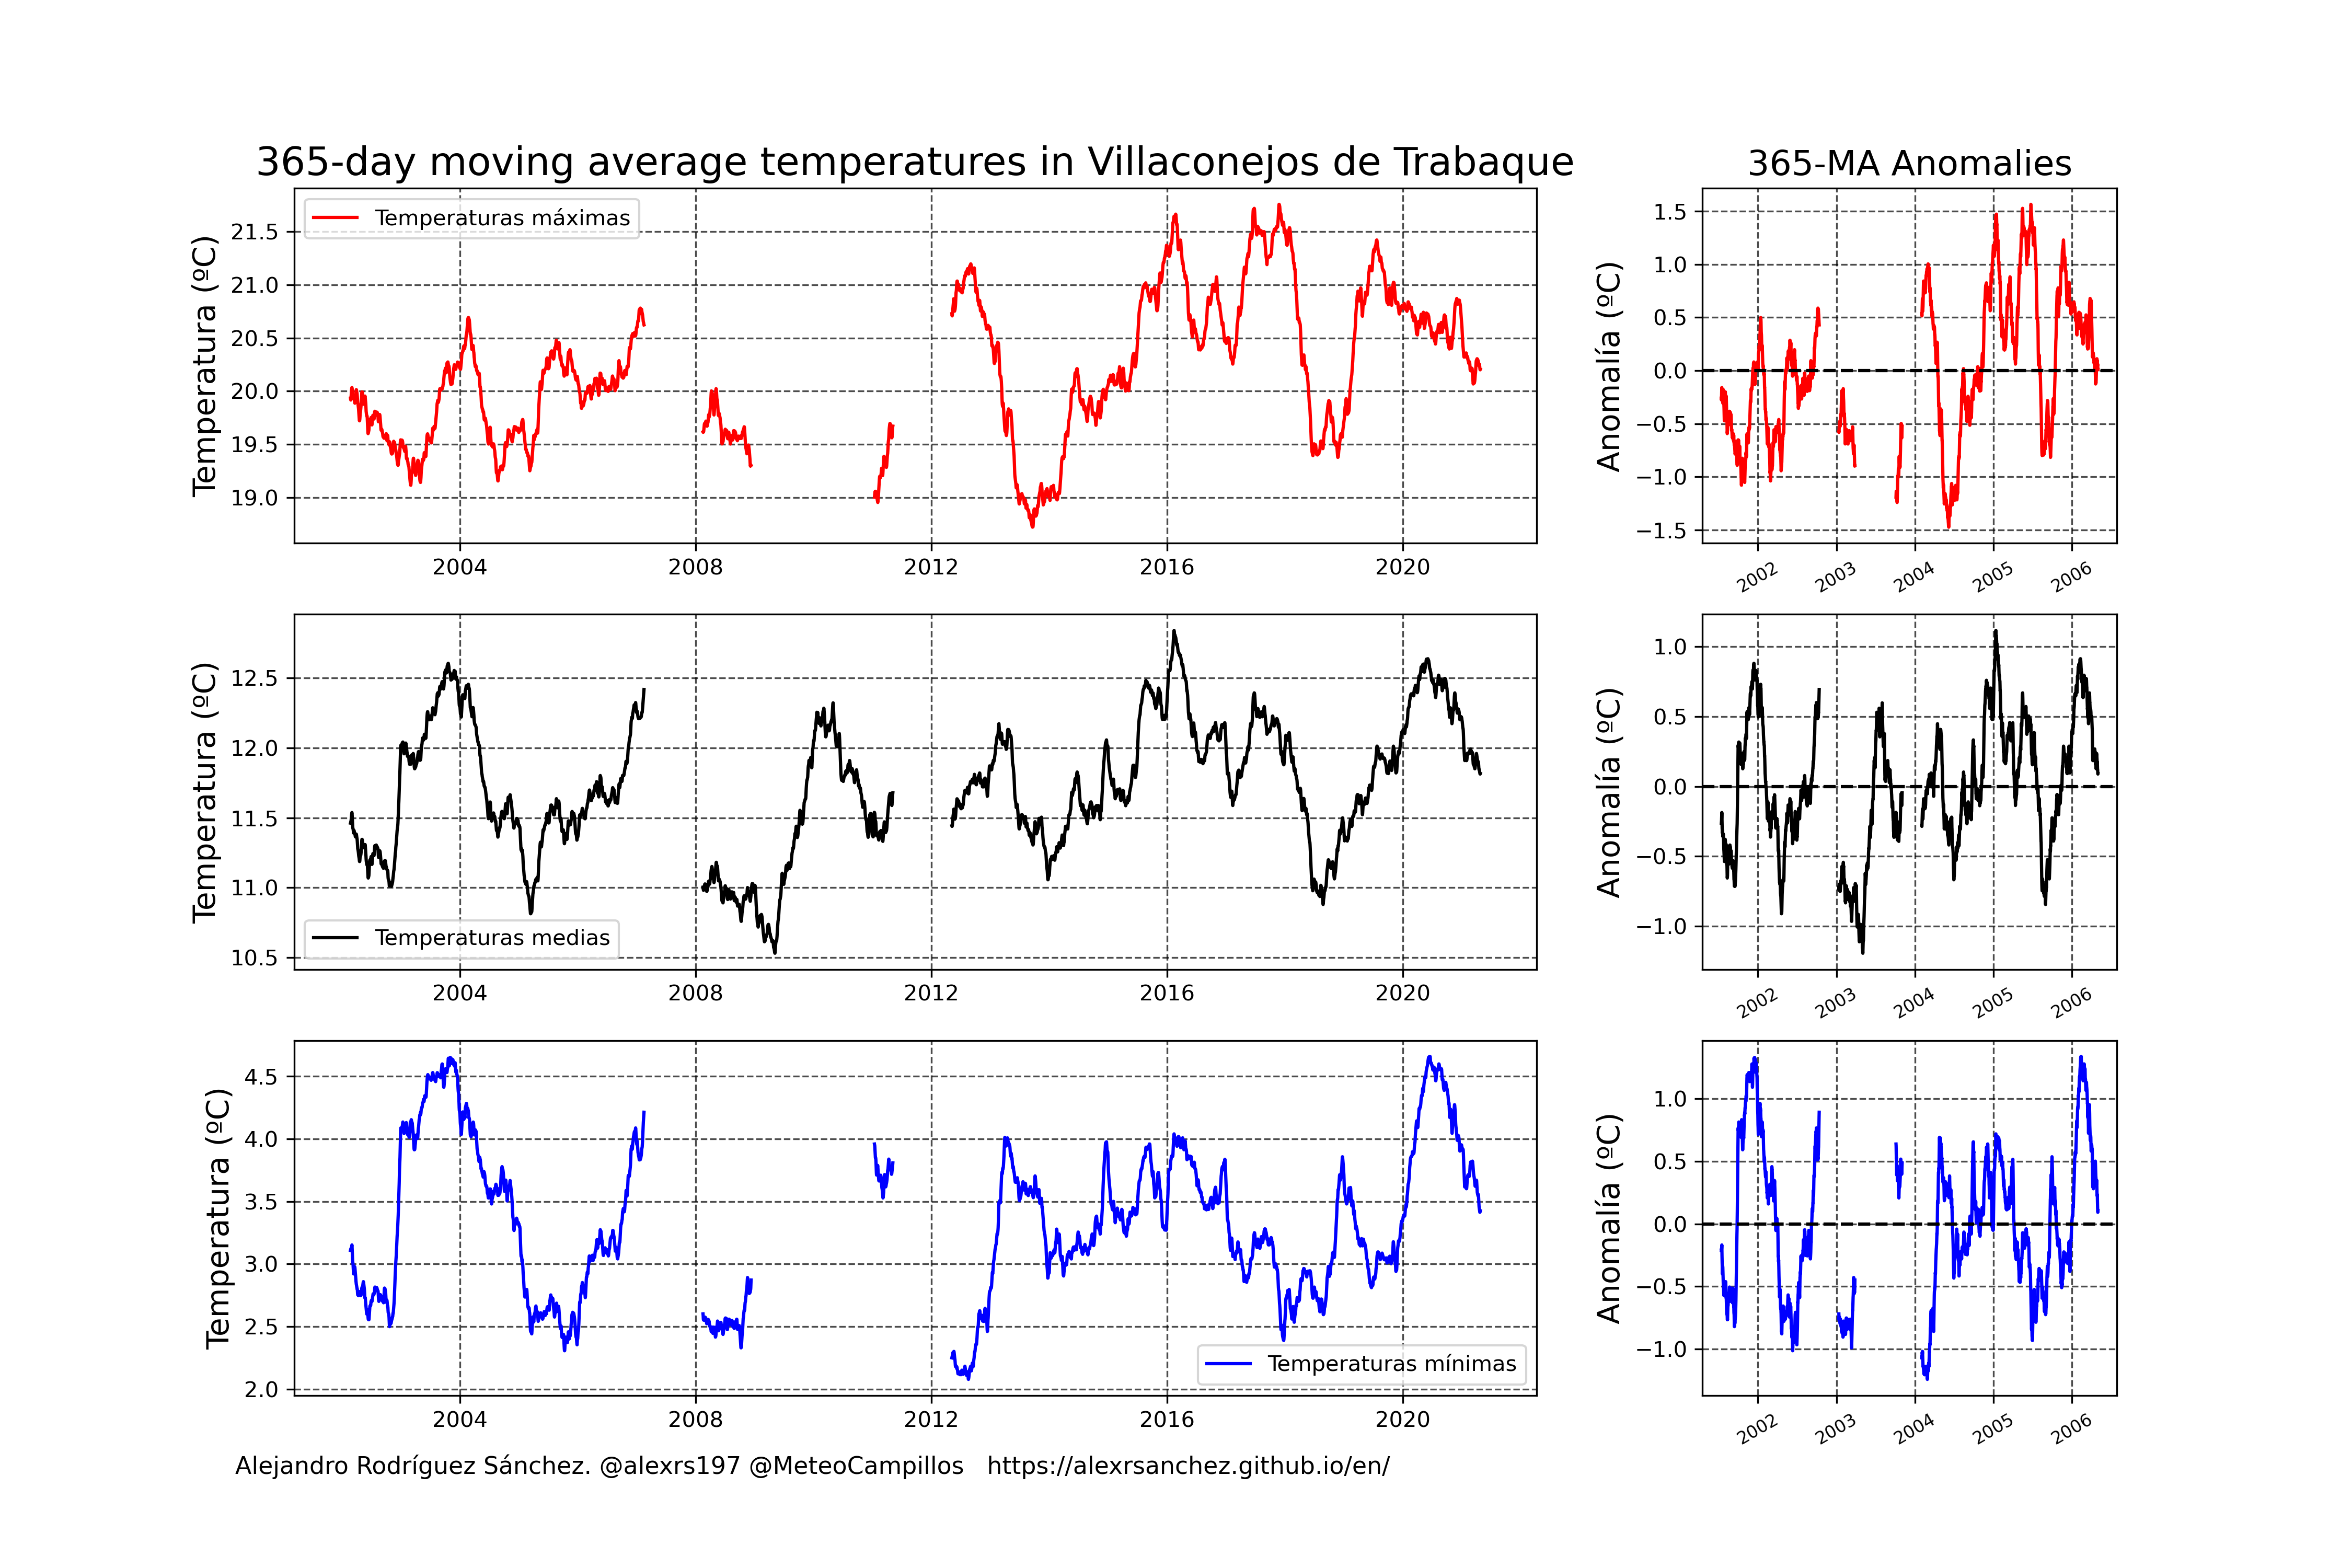 365-day moving average temperatures in Villaconejos de Trabaque
365-MA Anomalies
Temperaturas máximas
Temperatura (ºC)
21.5
21.0
20.5
20.0
19.5
19.0
2004 2008 2012 2016 2020
Anomalía (ºC)
1.5
1.0
0.5
0.0
−0.5
−1.0
−1.5
2002 2003 2004 2005 2006
Temperatura (ºC)
12.5
12.0
11.5
11.0
10.5
Temperaturas medias
2004 2008 2012 2016 2020
Anomalía (ºC)
1.0
0.5
0.0
−0.5
−1.0
2002 2003 2004 2005 2006
Temperatura (ºC)
4.5
4.0
3.5
3.0
2.5
2.0
Temperaturas mínimas
2004 2008 2012 2016 2020
Anomalía (ºC)
1.0
0.5
0.0
−0.5
−1.0
2002 2003 2004 2005 2006
Alejandro Rodríguez Sánchez. @alexrs197 @MeteoCampillos https://alexrsanchez.github.io/en/